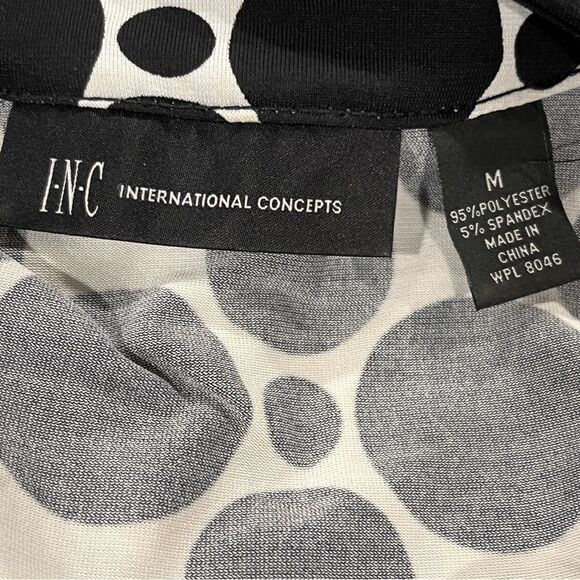 I·N·C INTERNATIONAL CONCEPTS
M
95% POLYESTER
5% SPANDEX
MADE IN
CHINA
WPL 8046